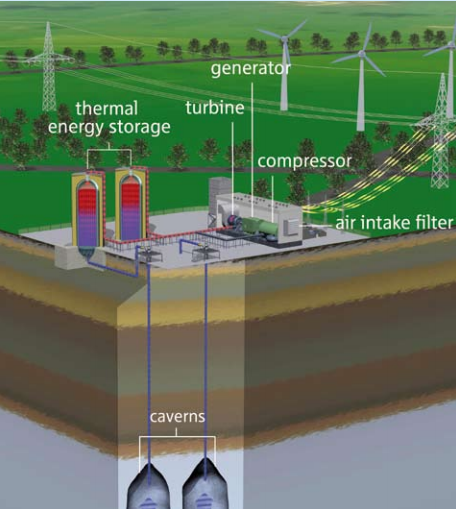 generator
thermal
energy storage
turbine
compressor
air intake filter
caverns